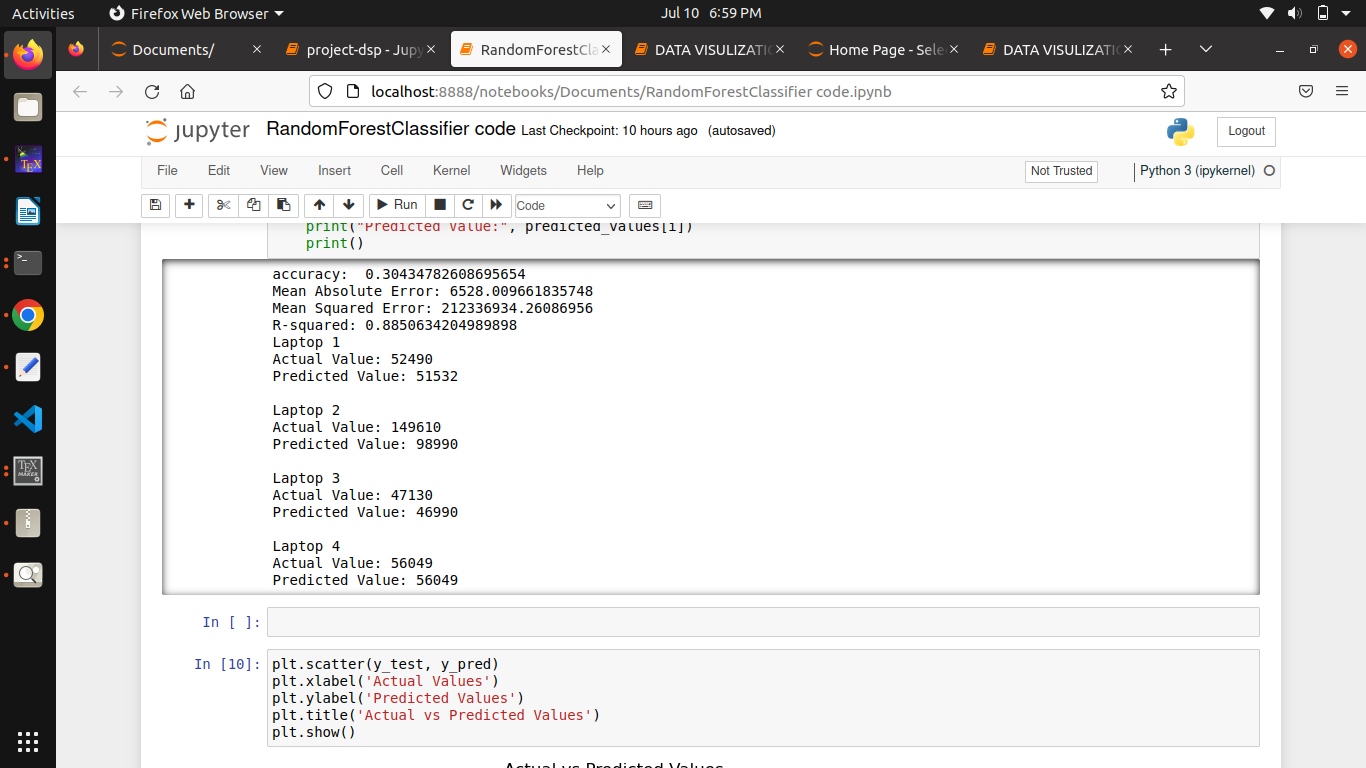 Activities
Firefox Web Browser
Jul 10 6:59 PM
Documents/
project-dsp - Jupy
RandomForestCla
DATA VISULIZATIO
Home Page - Sele
DATA VISULIZATIO
localhost:8888/notebooks/Documents/RandomForestClassifier code.ipynb
jupyter RandomForestClassifier code Last Checkpoint: 10 hours ago (autosaved)
Logout
File Edit View Insert Cell Kernel Widgets Help
Not Trusted
Python 3 (ipykernel)
Run
Code
print("Predicted Value:", predicted_values[i])
print()
accuracy:  0.30434782608695654
Mean Absolute Error: 6528.009661835748
Mean Squared Error: 212336934.26086956
R-squared: 0.8850634204989898
Laptop 1
Actual Value: 52490
Predicted Value: 51532
Laptop 2
Actual Value: 149610
Predicted Value: 98990
Laptop 3
Actual Value: 47130
Predicted Value: 46990
Laptop 4
Actual Value: 56049
Predicted Value: 56049
In [ ]:
In [10]:
plt.scatter(y_test, y_pred)
plt.xlabel('Actual Values')
plt.ylabel('Predicted Values')
plt.title('Actual vs Predicted Values')
plt.show()
Actual vs Predicted Values